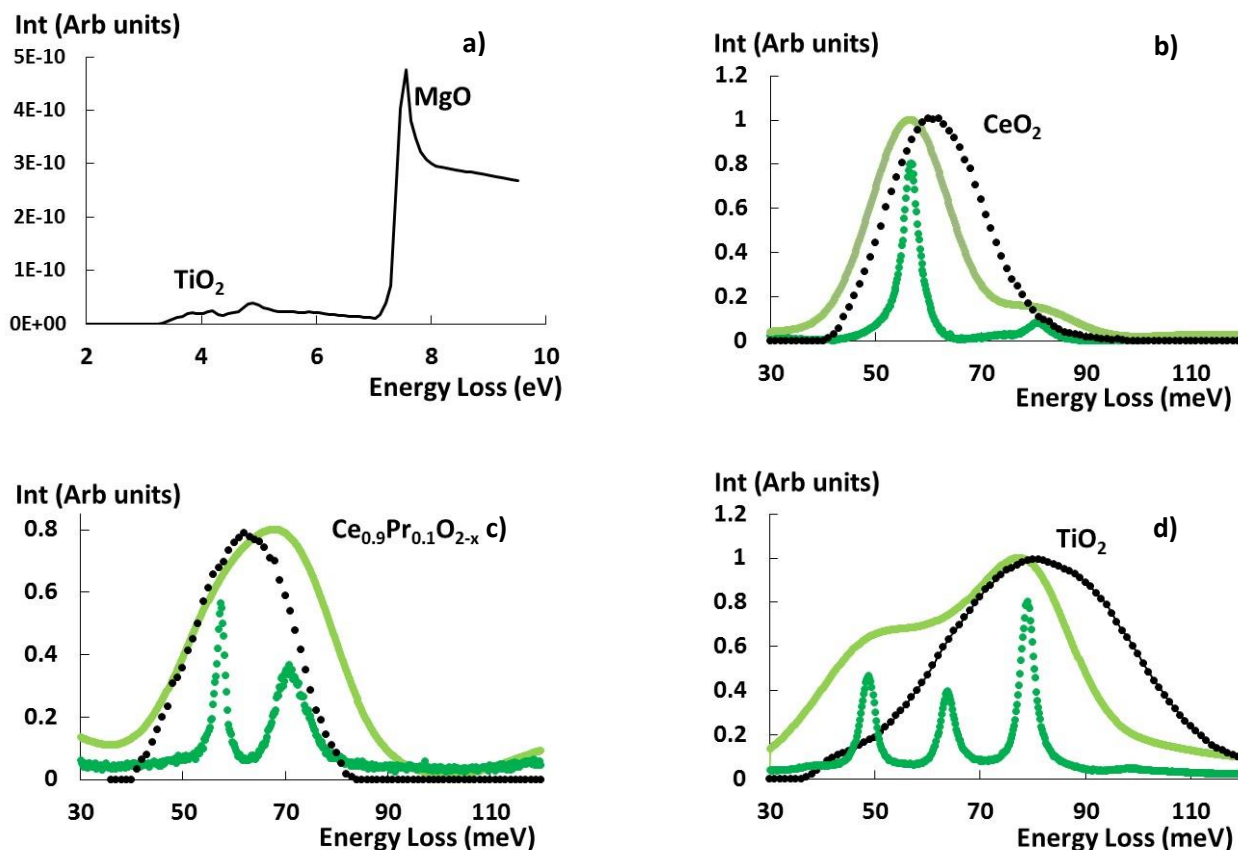 Int (Arb units)
a)
5E-10
4E-10
3E-10
2E-10
1E-10
0E+00
MgO
TiO2
2 4 6 8 10
Energy Loss (eV)
Int (Arb units)
b)
1.2
1
0.8
0.6
0.4
0.2
0
CeO2
30 50 70 90 110
Energy Loss (meV)
Int (Arb units)
Ce0.9Pr0.1O2-x c)
0.8
0.6
0.4
0.2
0
30 50 70 90 110
Energy Loss (meV)
Int (Arb units)
d)
1.2
1
0.8
0.6
0.4
0.2
0
TiO2
30 50 70 90 110
Energy Loss (meV)